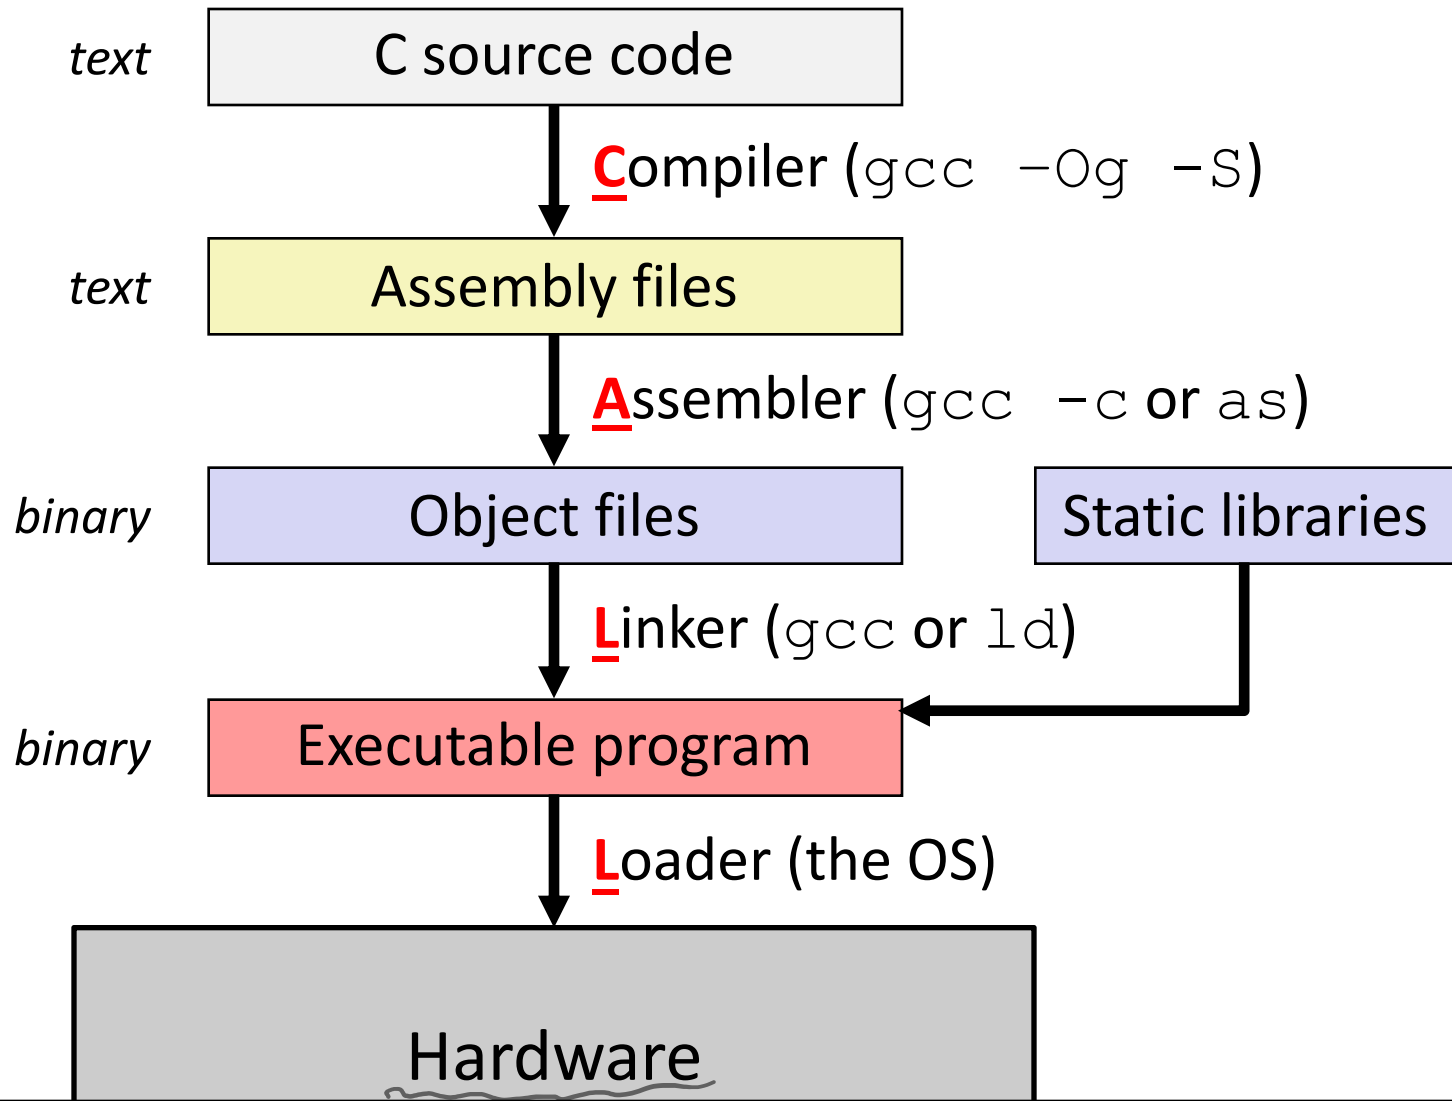 text
C source code
Compiler (gcc –Og -S)
text
Assembly files
Assembler (gcc -c or as)
binary
Object files
Static libraries
Linker (gcc or ld)
binary
Executable program
Loader (the OS)
Hardware